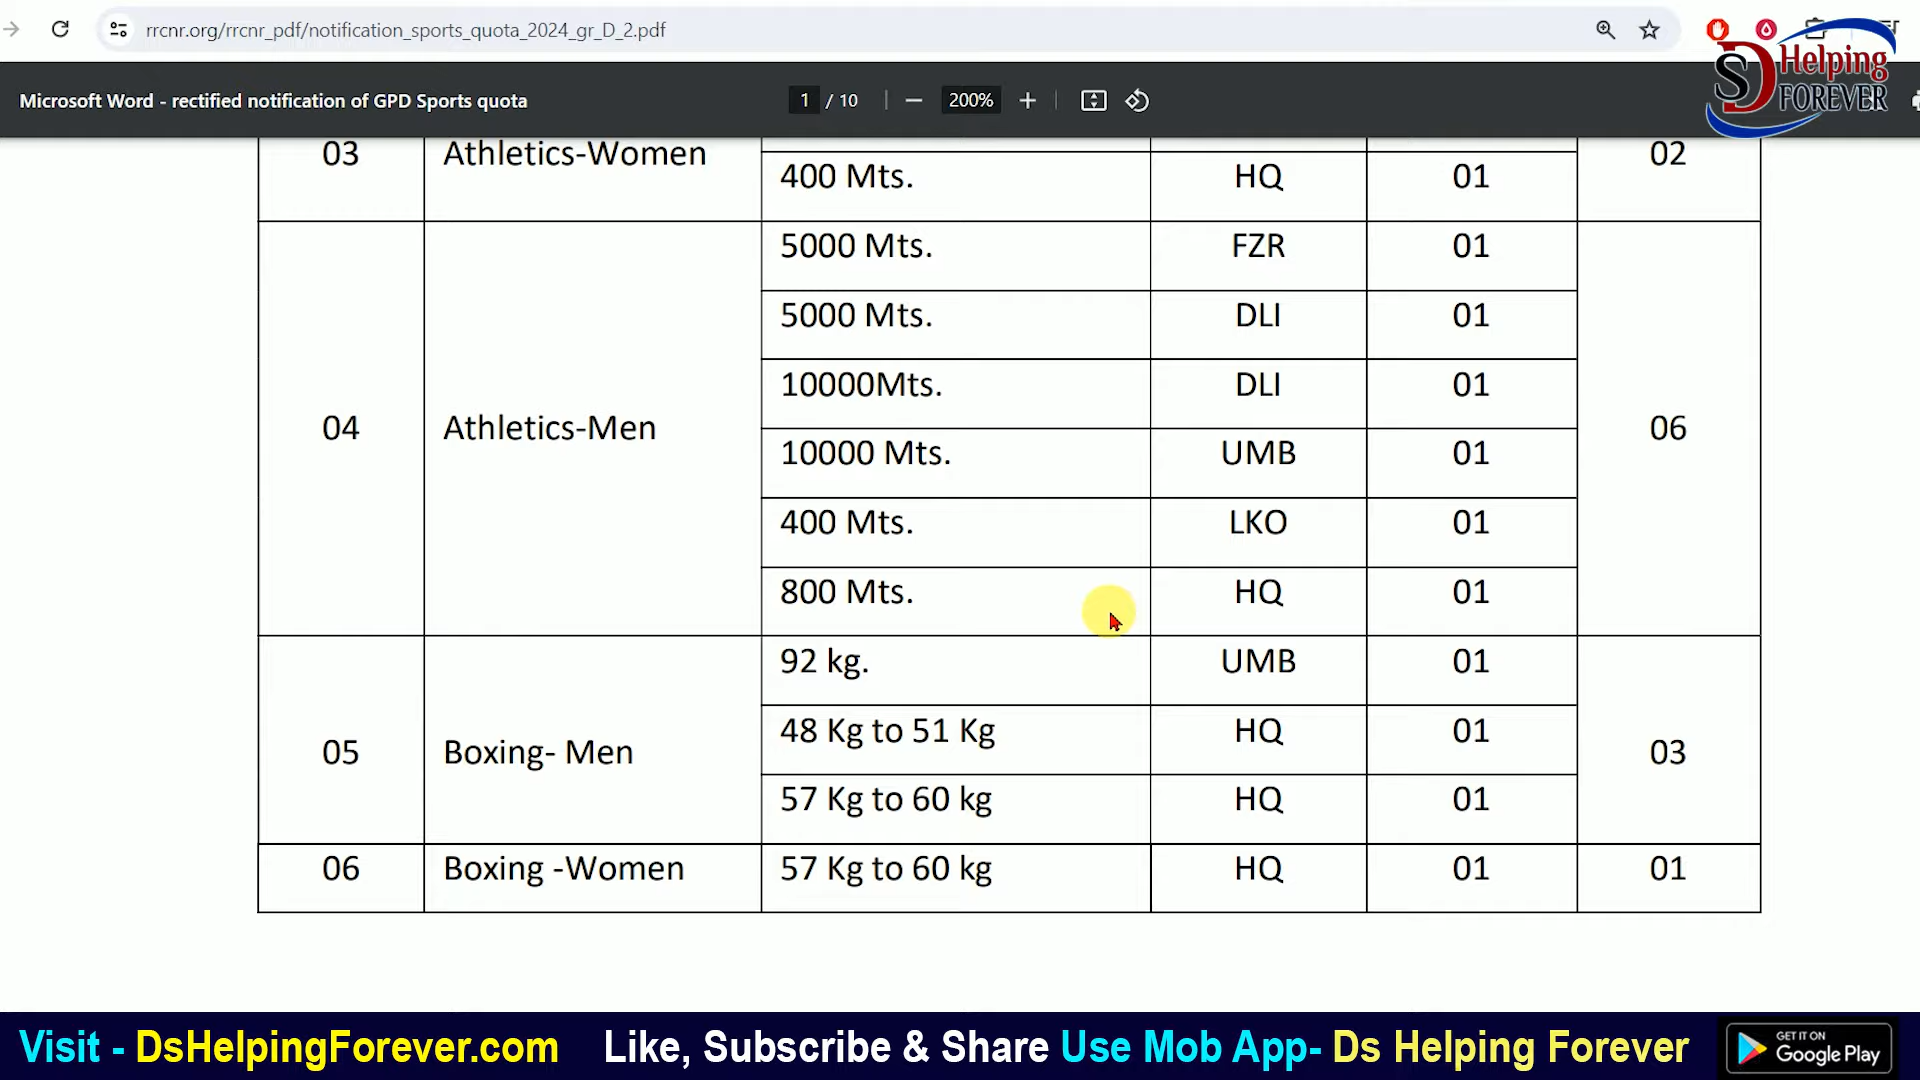 rrcnr.org/rrcnr_pdf/notification_sports_quota_2024_gr_D_2.pdf
SD Helping
FOREVER
Microsoft Word - rectified notification of GPD Sports quota
1 / 10
200%
03 Athletics-Women 400 Mts. HQ 01 02
04 Athletics-Men 06
5000 Mts. FZR 01
5000 Mts. DLI 01
10000Mts. DLI 01
10000 Mts. UMB 01
400 Mts. LKO 01
800 Mts. HQ 01
05 Boxing- Men 03
92 kg. UMB 01
48 Kg to 51 Kg HQ 01
57 Kg to 60 kg HQ 01
06 Boxing -Women 57 Kg to 60 kg HQ 01 01
Visit - DsHelpingForever.com Like, Subscribe & Share Use Mob App- Ds Helping Forever
GET IT ON
Google Play